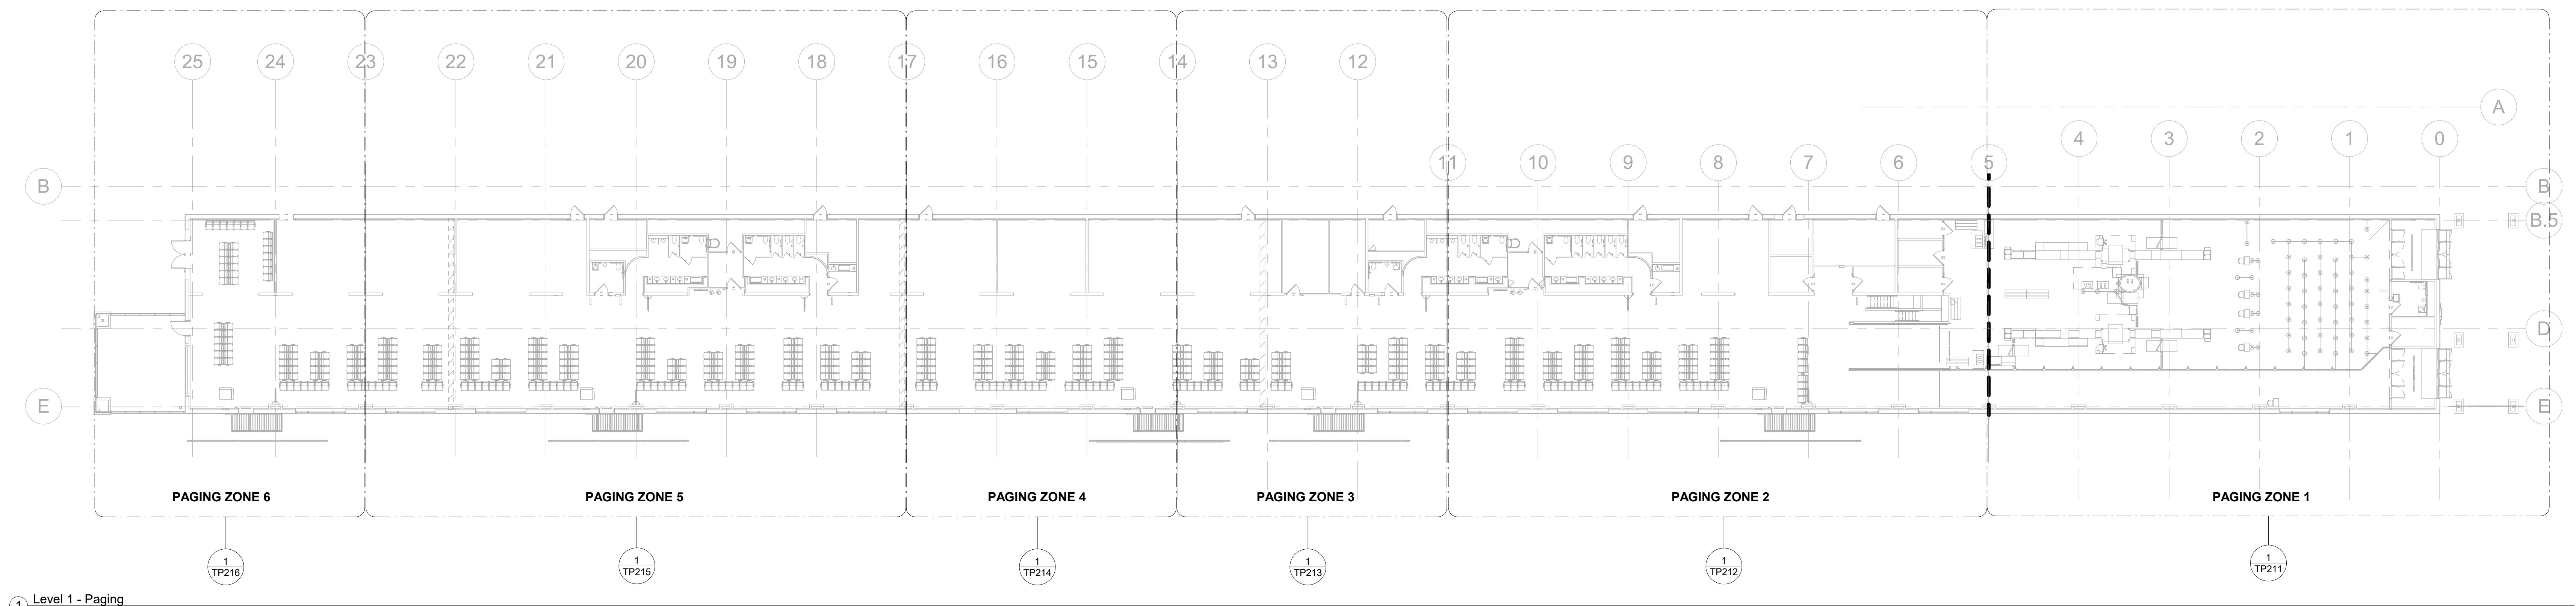 25
24
23
22
21
20
19
18
17
16
15
14
13
12
A
4
3
2
1
0
11
10
9
8
7
6
5
B
B
B.5
D
E
E
PAGING ZONE 6
PAGING ZONE 5
PAGING ZONE 4
PAGING ZONE 3
PAGING ZONE 2
PAGING ZONE 1
1
TP216
1
TP215
1
TP214
1
TP213
1
TP212
1
TP211
1
Level 1 - Paging